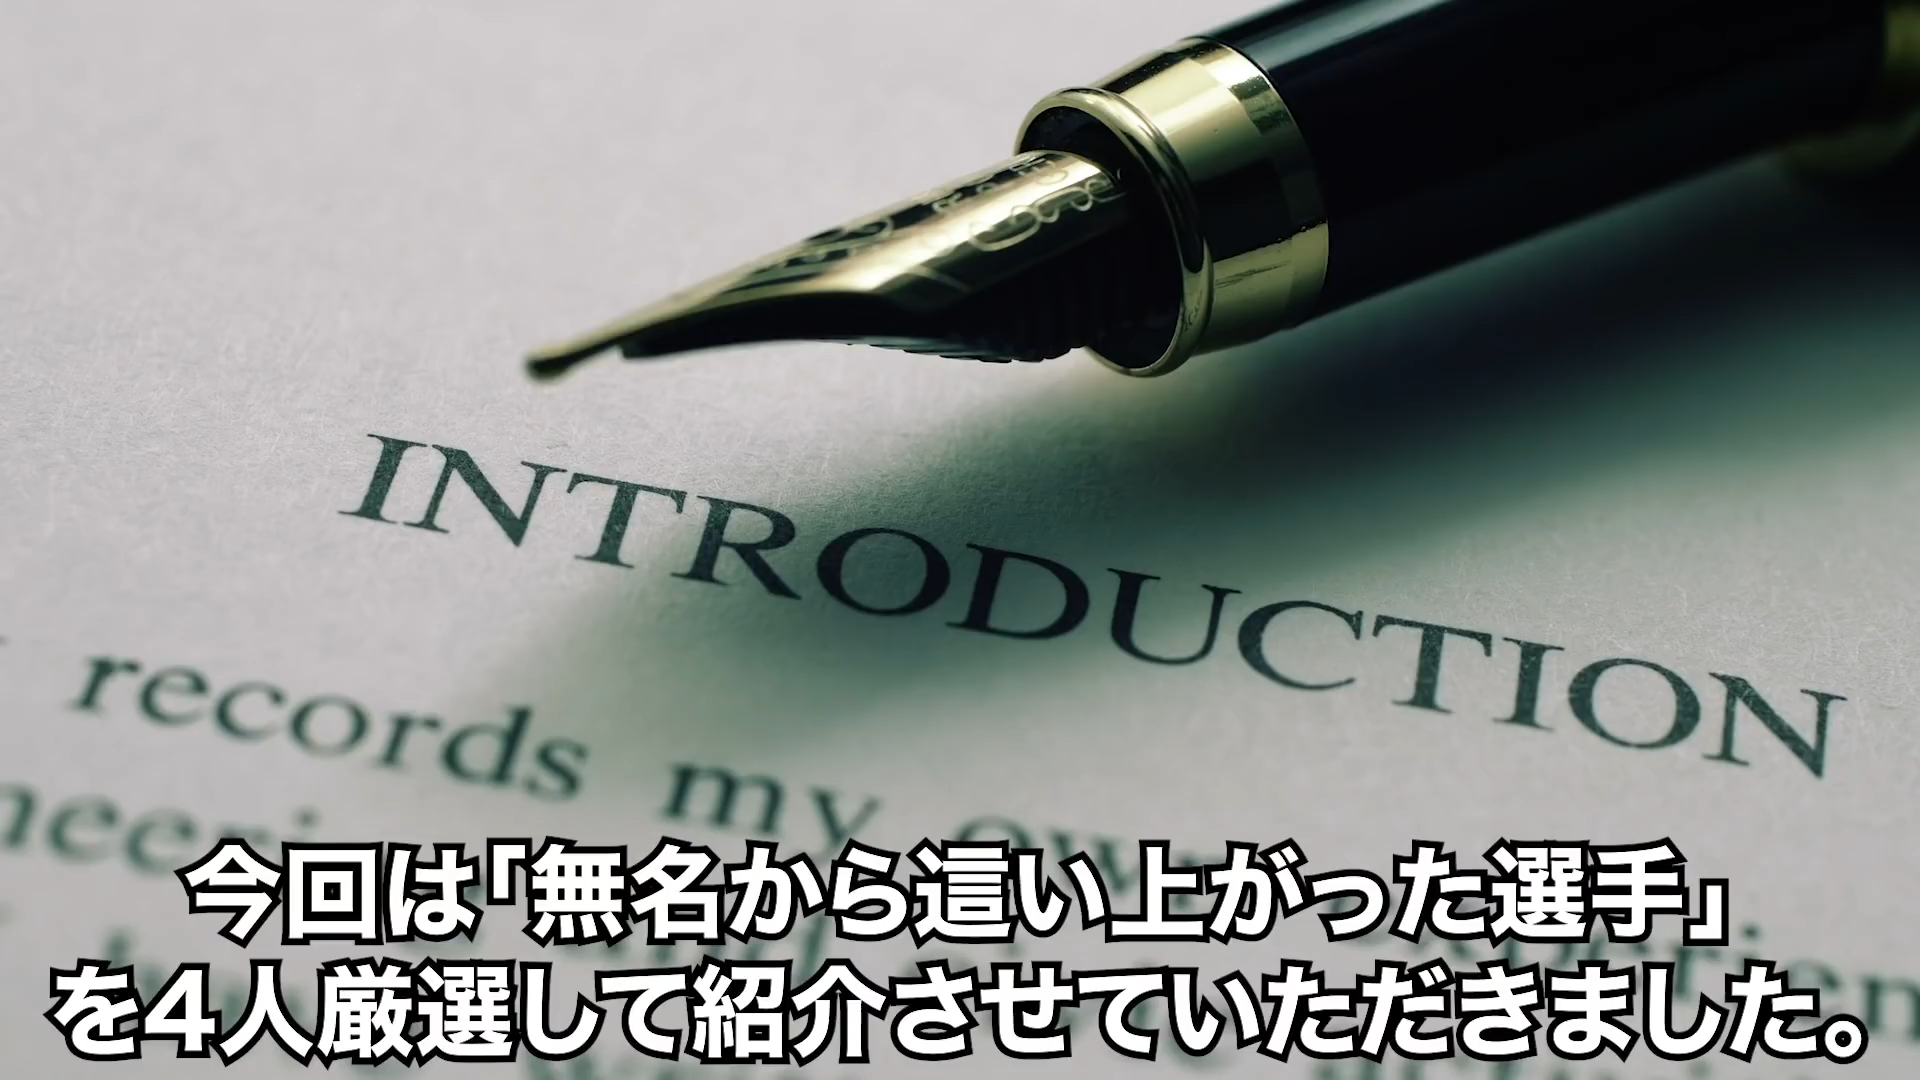 INTRODUCTION
records my own
今回は「無名から這い上がった選手」
を4人厳選して紹介させていただきました。